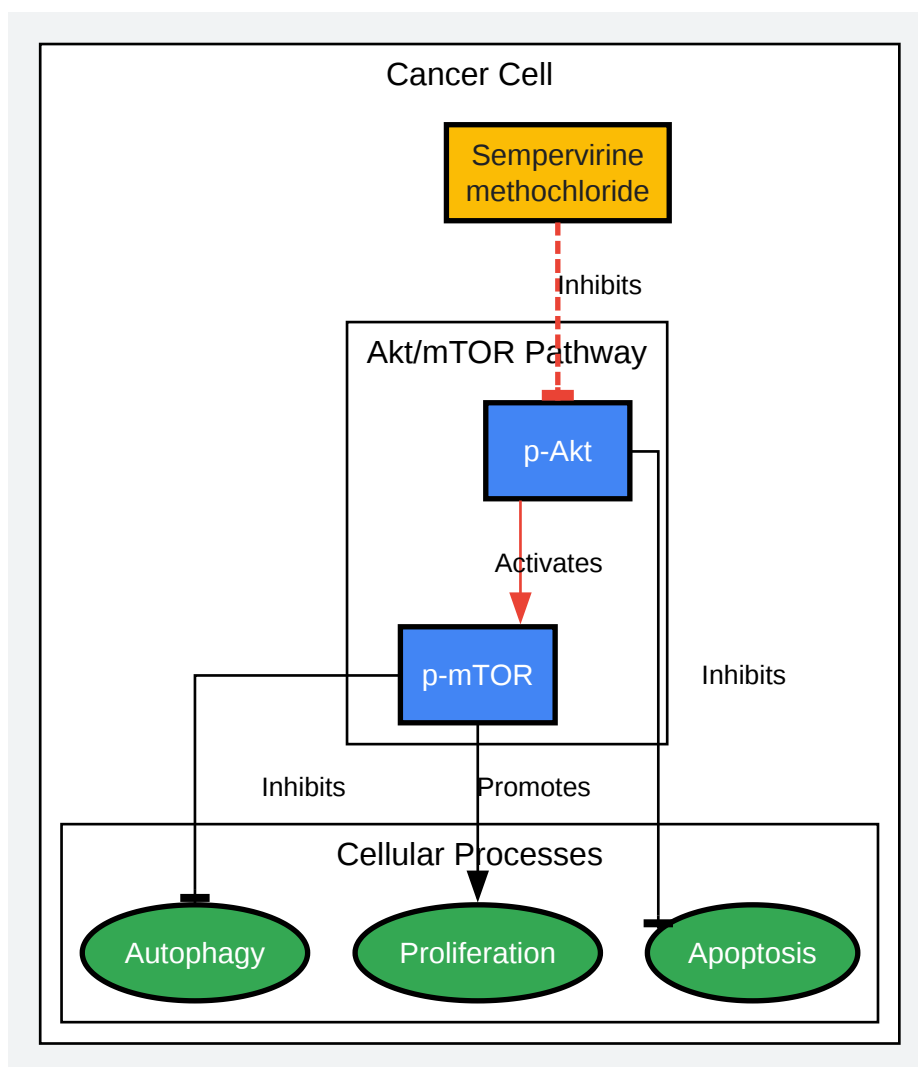 Cancer Cell
Sempervirine
methochloride
Inhibits
Akt/mTOR Pathway
p-Akt
Activates
p-mTOR
Inhibits
Inhibits
Promotes
Cellular Processes
Autophagy
Proliferation
Apoptosis